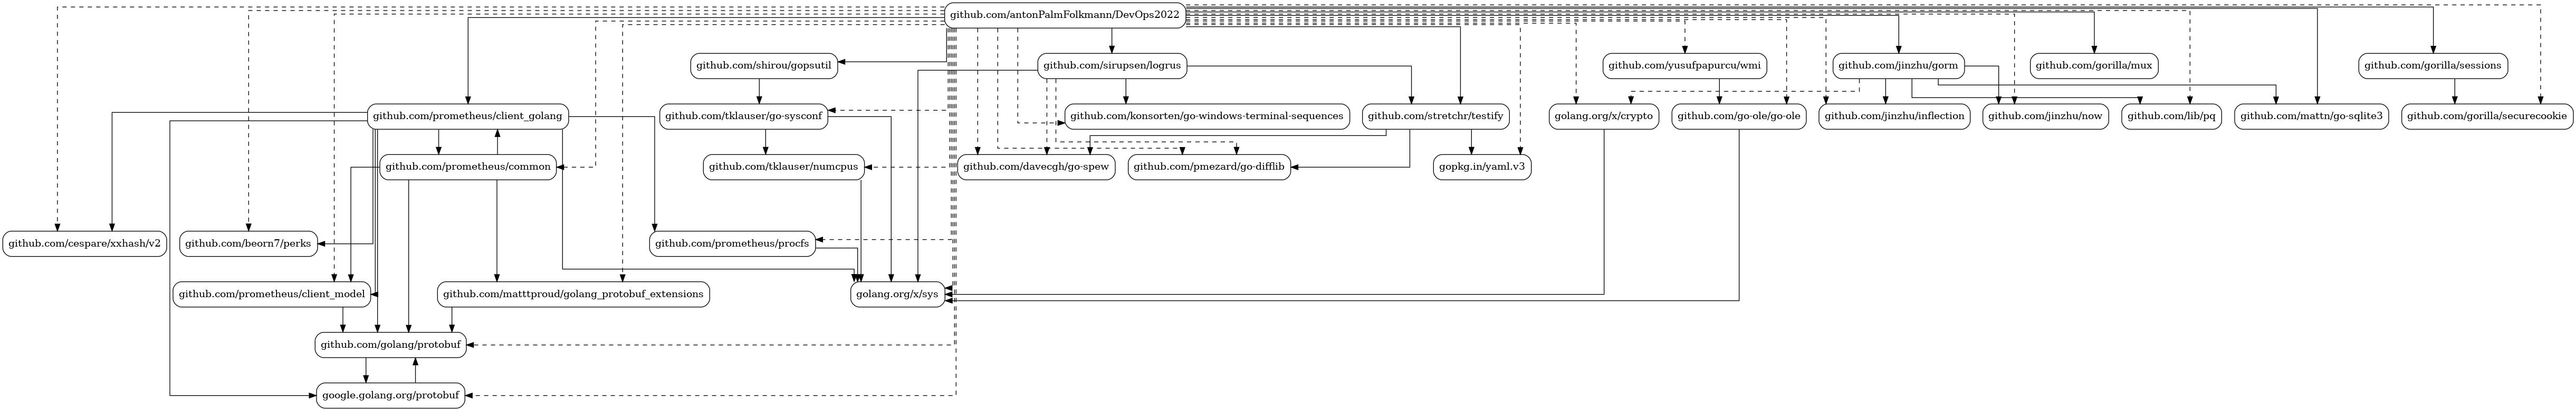 github.com/antonPalmFolkmann/DevOps2022
github.com/shirou/gopsutil
github.com/sirupsen/logrus
github.com/yusufpapurcu/wmi
github.com/jinzhu/gorm
github.com/gorilla/mux
github.com/gorilla/sessions
github.com/prometheus/client_golang
github.com/tklauser/go-sysconf
github.com/konsorten/go-windows-terminal-sequences
github.com/stretchr/testify
golang.org/x/crypto
github.com/go-ole/go-ole
github.com/jinzhu/inflection
github.com/jinzhu/now
github.com/lib/pq
github.com/mattn/go-sqlite3
github.com/gorilla/securecookie
github.com/prometheus/common
github.com/tklauser/numcpus
github.com/davecgh/go-spew
github.com/pmezard/go-difflib
gopkg.in/yaml.v3
github.com/cespare/xxhash/v2
github.com/beorn7/perks
github.com/prometheus/procfs
github.com/prometheus/client_model
github.com/matttproud/golang_protobuf_extensions
golang.org/x/sys
github.com/golang/protobuf
google.golang.org/protobuf